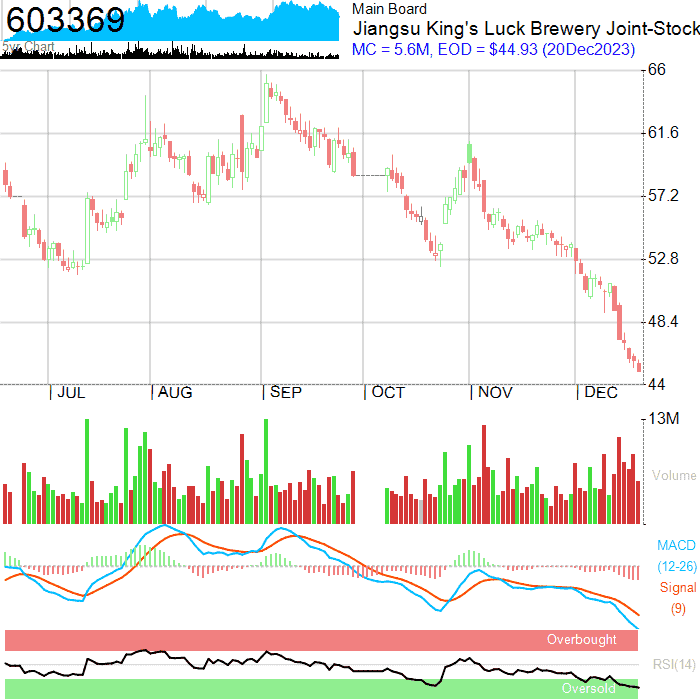 603369
5yr Chart
Main Board
Jiangsu King's Luck Brewery Joint-Stock
MC = 5.6M, EOD = $44.93 (20Dec2023)
66
61.6
57.2
52.8
48.4
44
JUL AUG SEP OCT NOV DEC
13M
Volume
MACD
(12-26)
Signal
(9)
Overbought
RSI(14)
Oversold